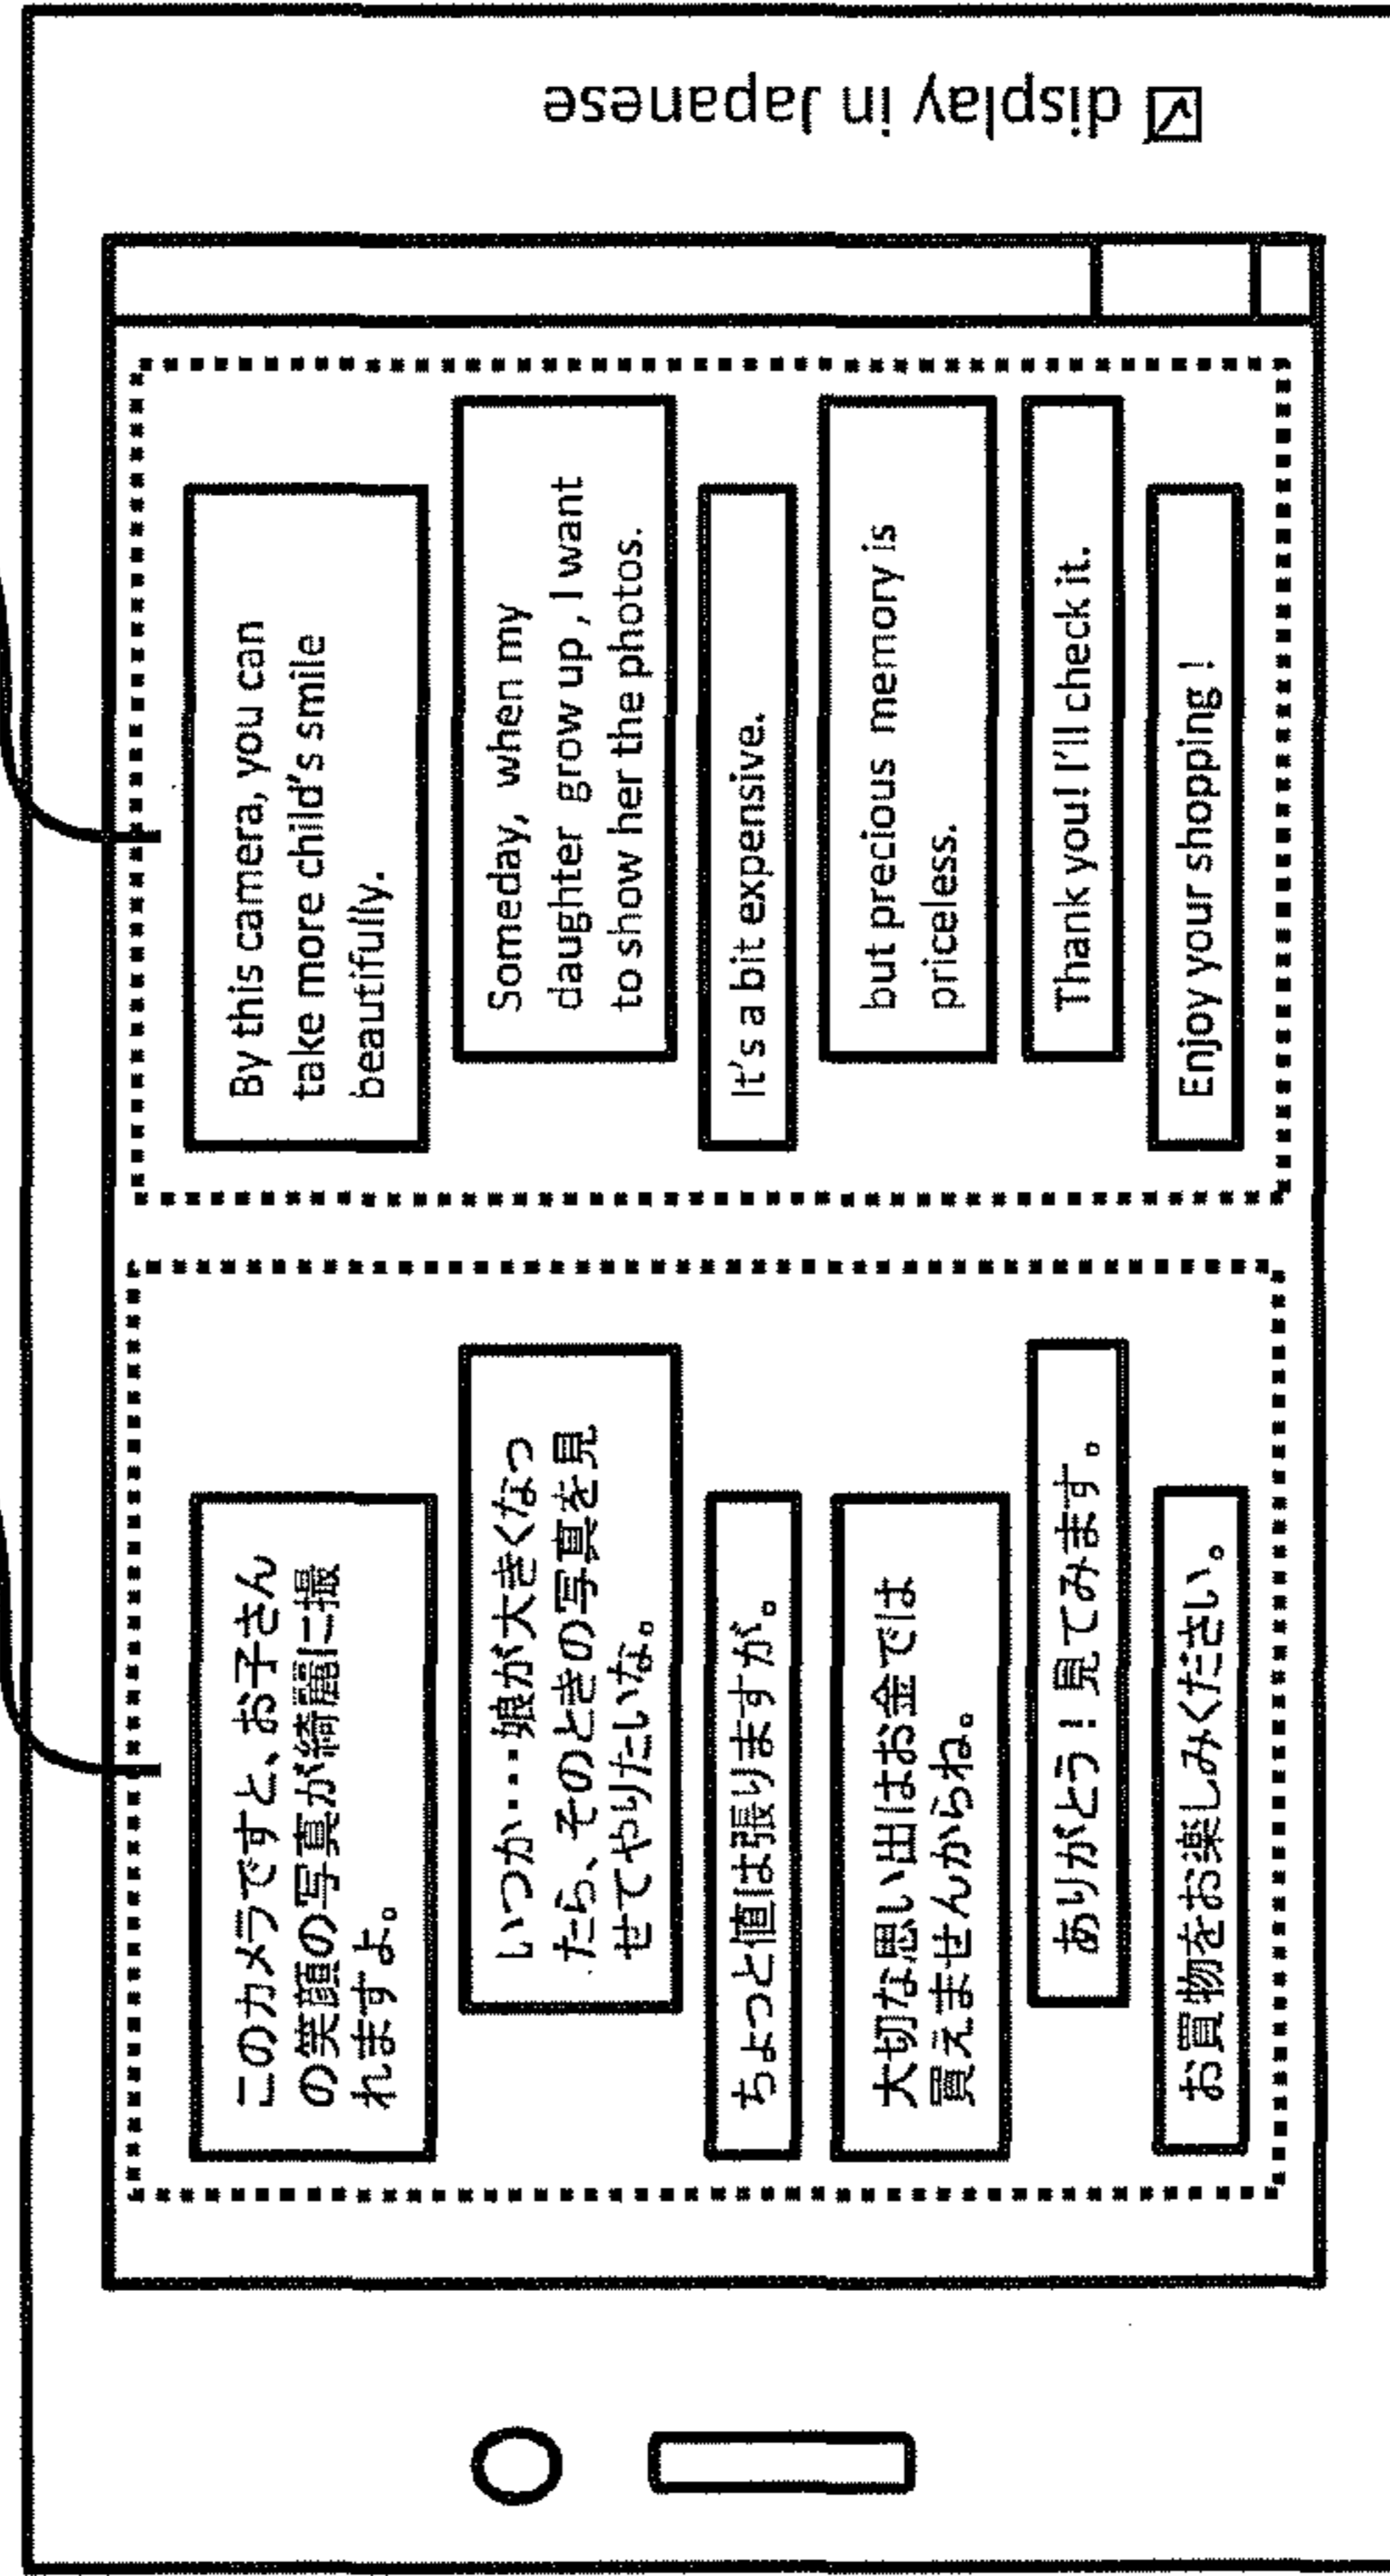 display in Japanese
このカメラですと、お子さん
の笑顔の写真が綺麗に撮
れますよ。
いつか・・・娘が大きくなっ
たら、そのときの写真を見
せてやりたいな。
ちょっと値は張りますが。
大切な思い出はお金では
買えませんからね。
ありがとう！見てみます。
お買物をお楽しみください。
By this camera, you can
take more child's smile
beautifully.
Someday, when my
daughter grow up , I want
to show her the photos.
It's a bit expensive.
but precious memory is
priceless.
Thank you! I'll check it.
Enjoy your shopping !